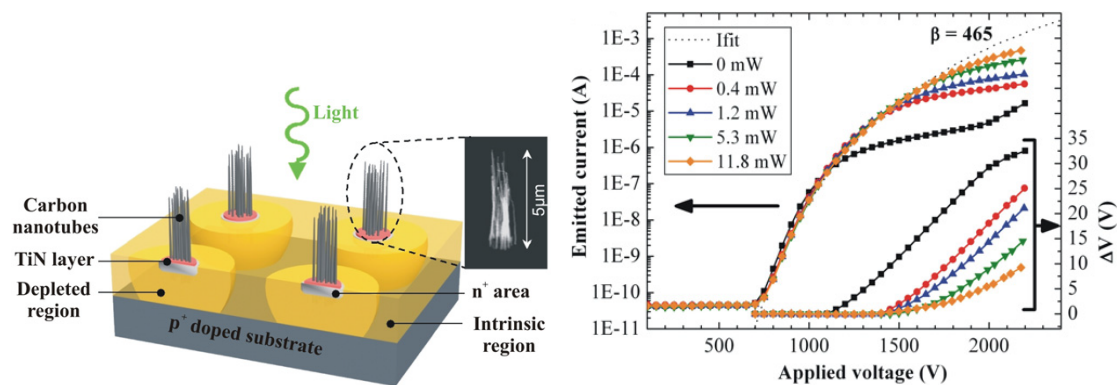 Light
5μm
Carbon
nanotubes
TiN layer
Depleted
region
p⁺ doped substrate
n⁺ area
Intrinsic
region
β = 465
Ifit
0 mW
0.4 mW
1.2 mW
5.3 mW
11.8 mW
Emitted current (A)
1E-3
1E-4
1E-5
1E-6
1E-7
1E-8
1E-9
1E-10
1E-11
500
1000
1500
2000
Applied voltage (V)
35
30
25
20
15
10
5
0
ΔV (V)